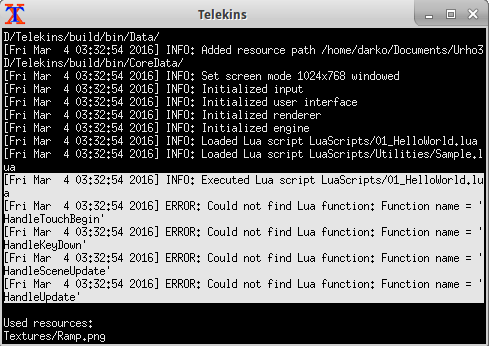 Telekins
D/Telekins/build/bin/Data/
[Fri Mar  4 03:32:54 2016] INFO: Added resource path /home/darko/Documents/Urho3
D/Telekins/build/bin/CoreData/
[Fri Mar  4 03:32:54 2016] INFO: Set screen mode 1024x768 windowed
[Fri Mar  4 03:32:54 2016] INFO: Initialized input
[Fri Mar  4 03:32:54 2016] INFO: Initialized user interface
[Fri Mar  4 03:32:54 2016] INFO: Initialized renderer
[Fri Mar  4 03:32:54 2016] INFO: Initialized engine
[Fri Mar  4 03:32:54 2016] INFO: Loaded Lua script LuaScripts/01_HelloWorld.lua
[Fri Mar  4 03:32:54 2016] INFO: Loaded Lua script LuaScripts/Utilities/Sample.l
ua
[Fri Mar  4 03:32:54 2016] INFO: Executed Lua script LuaScripts/01_HelloWorld.lu
a
[Fri Mar  4 03:32:54 2016] ERROR: Could not find Lua function: Function name = '
HandleTouchBegin'
[Fri Mar  4 03:32:54 2016] ERROR: Could not find Lua function: Function name = '
HandleKeyDown'
[Fri Mar  4 03:32:54 2016] ERROR: Could not find Lua function: Function name = '
HandleSceneUpdate'
[Fri Mar  4 03:32:54 2016] ERROR: Could not find Lua function: Function name = '
HandleUpdate'
Used resources:
Textures/Ramp.png